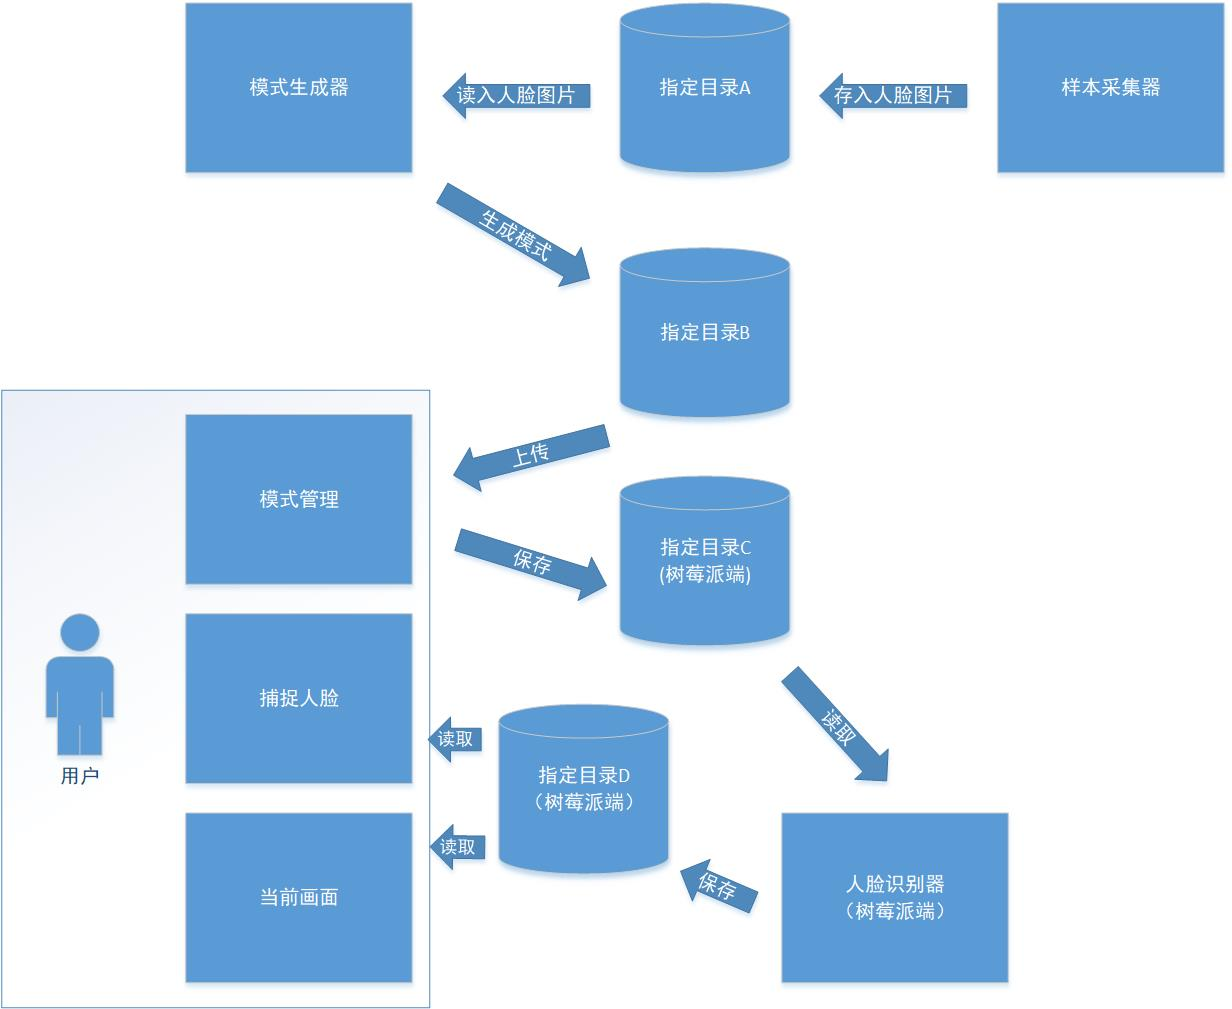 模式生成器
读入人脸图片
指定目录A
存入人脸图片
样本采集器
生成模式
指定目录B
上传
模式管理
保存
指定目录C
(树莓派端)
捕捉人脸
读取
用户
读取
指定目录D
（树莓派端）
读取
当前画面
保存
人脸识别器
（树莓派端）